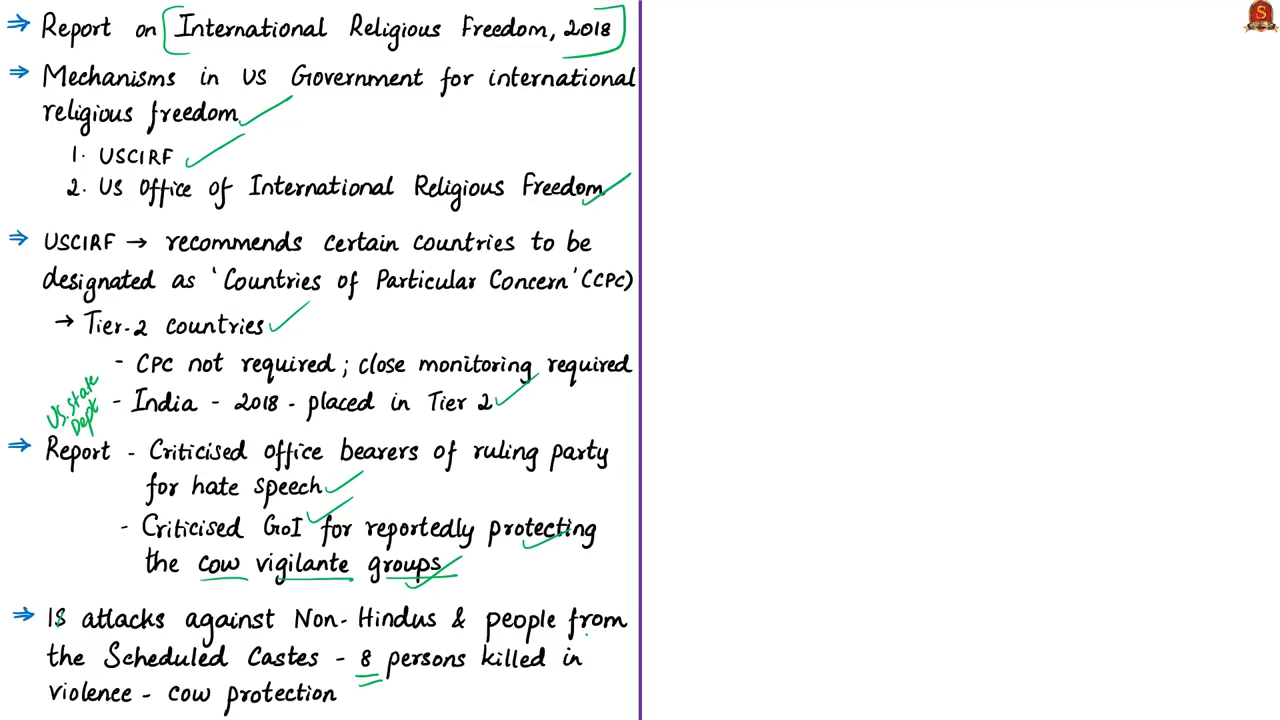 ⇒ Report on [International Religious Freedom, 2018]
⇒ Mechanisms in US Government for international
religious freedom
1. USCIRF
2. US Office of International Religious Freedom
⇒ USCIRF → recommends certain countries to be
designated as 'Countries of Particular Concern' (CCPC)
→ Tier-2 countries
- CPC not required; close monitoring required
US. State
Dept
- India - 2018 - placed in Tier 2
⇒ Report - Criticised office bearers of ruling party
for hate speech
- Criticised GoI for reportedly protecting
the cow vigilante groups
⇒ 18 attacks against Non-Hindus & people from
the Scheduled Castes - 8 persons killed in
violence - cow protection
S